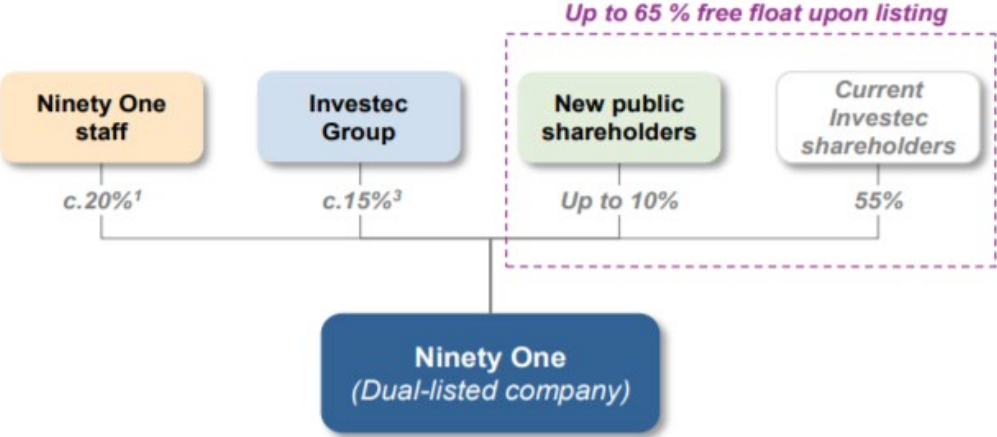 Up to 65 % free float upon listing
Ninety One
staff
Investec
Group
New public
shareholders
Current
Investec
shareholders
c.20%¹
c.15%³
Up to 10%
55%
Ninety One
(Dual-listed company)